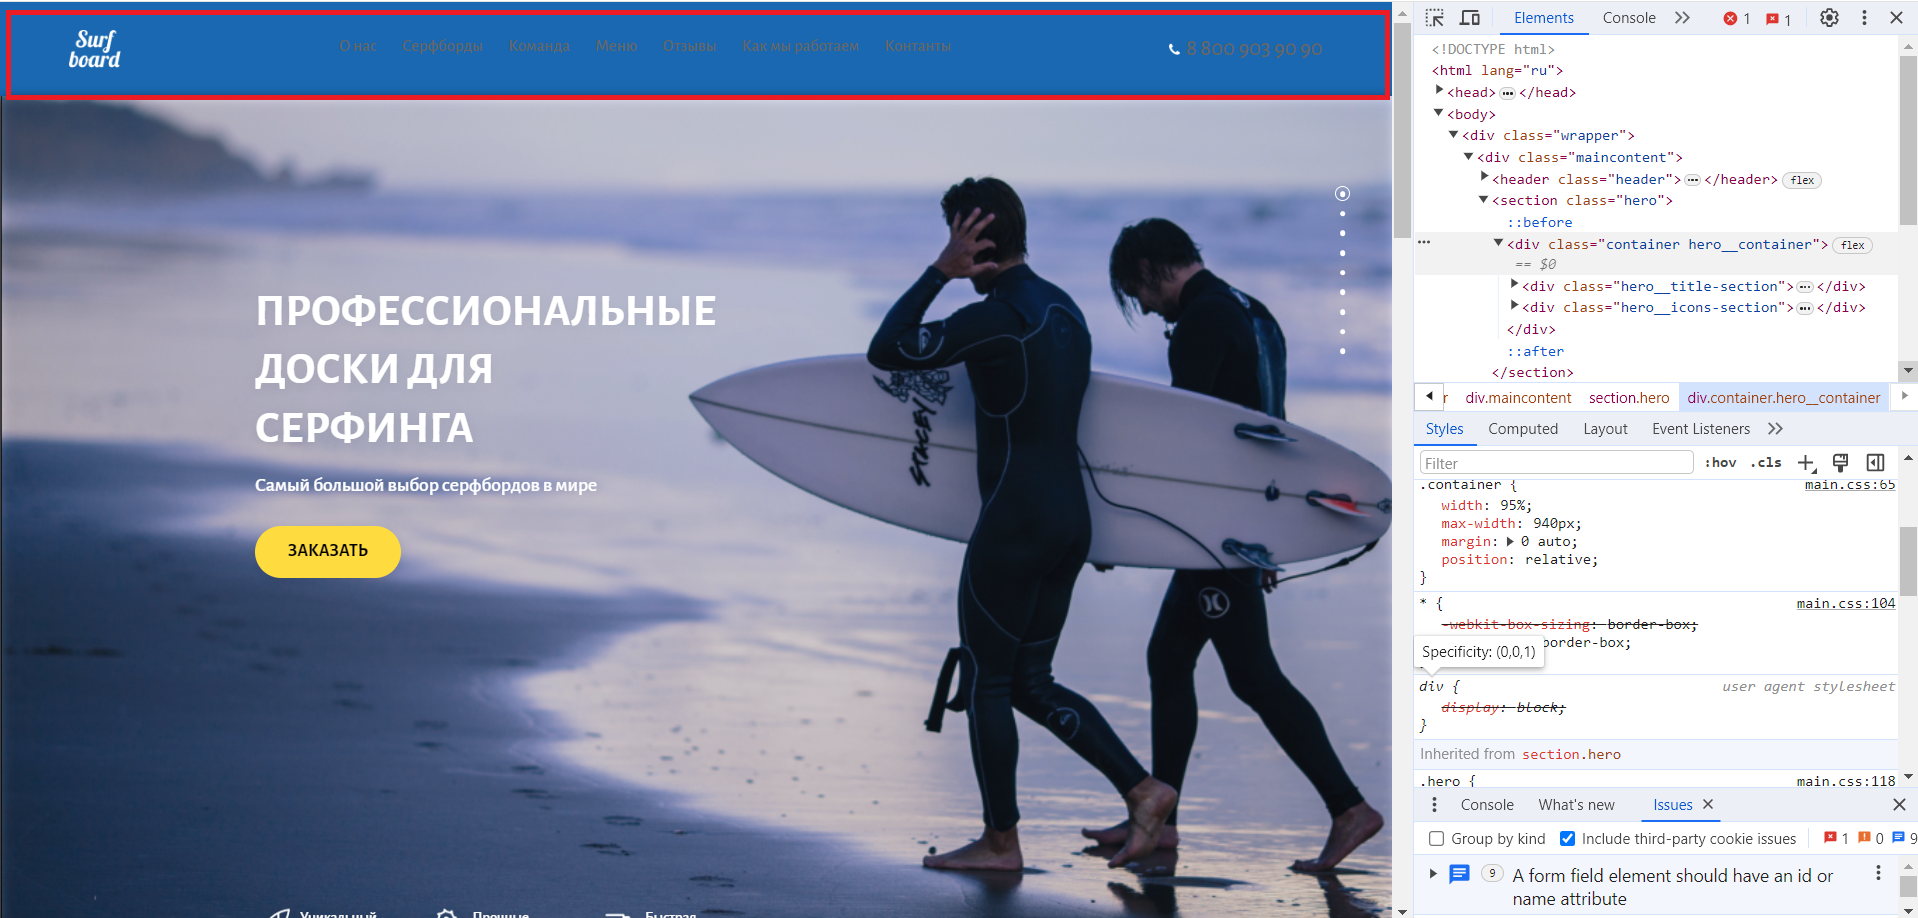 Surf
board
О нас Серфборды Команда Меню Отзывы Как мы работаем Контакты
8 800 903 90 90
ПРОФЕССИОНАЛЬНЫЕ
ДОСКИ ДЛЯ
СЕРФИНГА
Самый большой выбор серфбордов в мире
ЗАКАЗАТЬ
STACEY
Уникальный Прочные Быстрая
Elements Console 1 1
<!DOCTYPE html>
<html lang="ru">
<head> ••• </head>
<body>
<div class="wrapper">
<div class="maincontent">
<header class="header"> ••• </header> flex
<section class="hero">
::before
••• <div class="container hero__container"> flex
== $0
<div class="hero__title-section"> ••• </div>
<div class="hero__icons-section"> ••• </div>
</div>
::after
</section>
r div.maincontent section.hero div.container.hero__container
Styles Computed Layout Event Listeners
Filter :hov .cls
.container { main.css:65
width: 95%;
max-width: 940px;
margin: 0 auto;
position: relative;
}
* { main.css:104
-webkit-box-sizing: border-box;
border-box;
Specificity: (0,0,1)
div { user agent stylesheet
display: block;
}
Inherited from section.hero
.hero { main.css:118
Console What's new Issues
Group by kind Include third-party cookie issues 1 0 9
9 A form field element should have an id or
name attribute